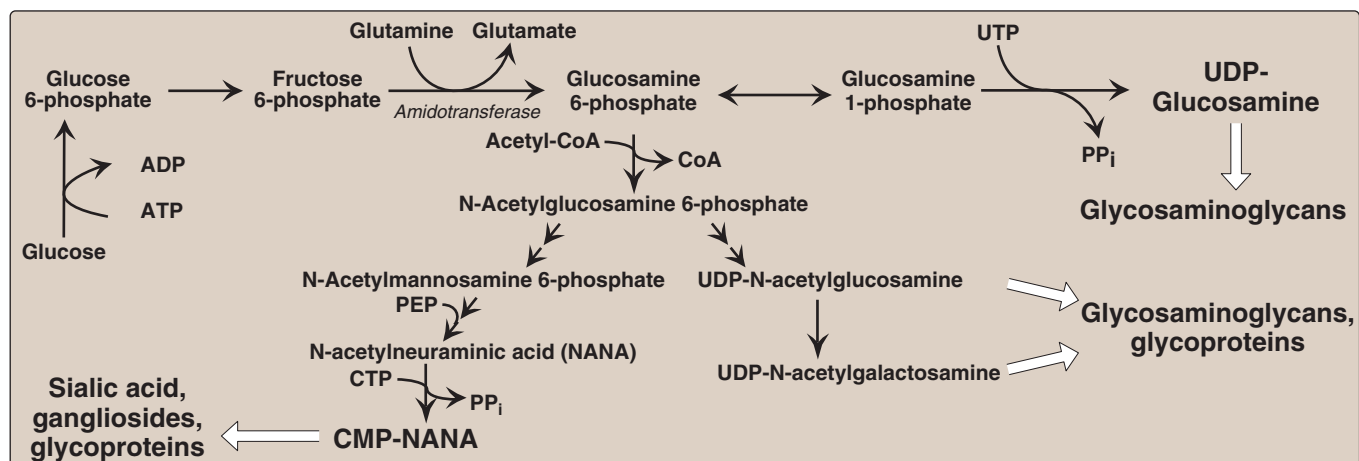 Glutamine
Glutamate
UTP
Glucose
6-phosphate
Fructose
6-phosphate
Amidotransferase
Glucosamine
6-phosphate
Glucosamine
1-phosphate
UDP-
Glucosamine
PPi
Glycosaminoglycans
ADP
ATP
Glucose
Acetyl-CoA
CoA
N-Acetylglucosamine 6-phosphate
N-Acetylmannosamine 6-phosphate
PEP
N-acetylneuraminic acid (NANA)
CTP
PPi
CMP-NANA
Sialic acid,
gangliosides,
glycoproteins
UDP-N-acetylglucosamine
UDP-N-acetylgalactosamine
Glycosaminoglycans,
glycoproteins